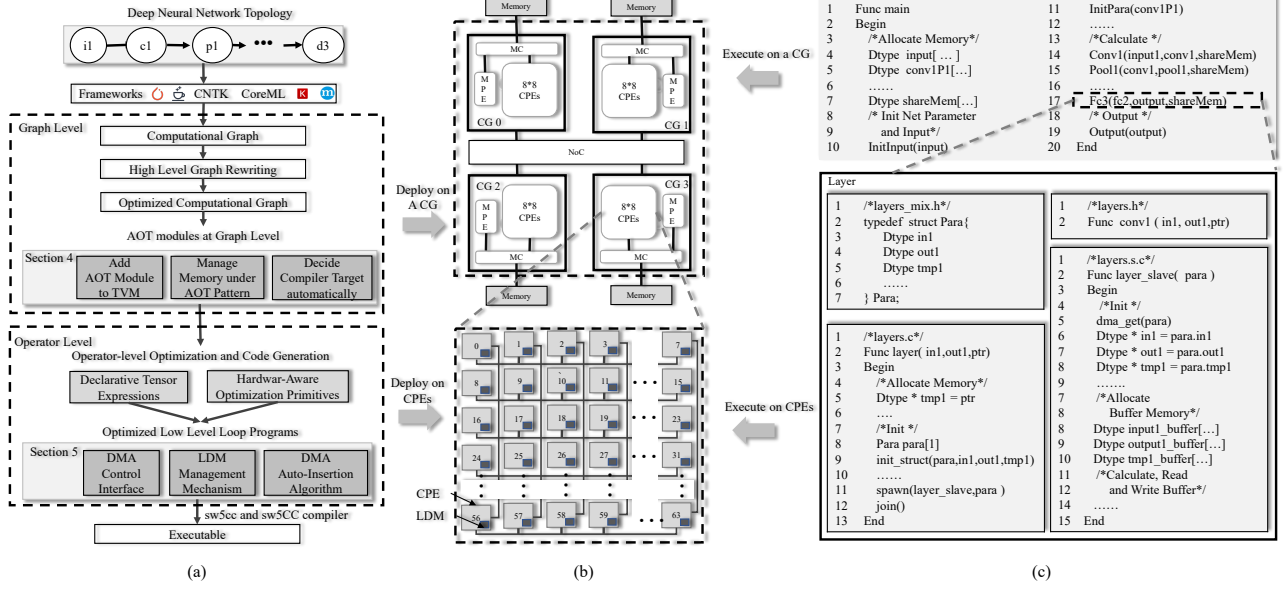 Deep Neural Network Topology
i1 c1 p1 ••• d3
Frameworks CNTK CoreML K m
Graph Level
Computational Graph
High Level Graph Rewriting
Optimized Computational Graph
AOT modules at Graph Level
Section 4
Add
AOT Module
to TVM
Manage
Memory under
AOT Pattern
Decide
Compiler Target
automatically
Operator Level
Operator-level Optimization and Code Generation
Declarative Tensor
Expressions
Hardwar-Aware
Optimization Primitives
Optimized Low Level Loop Programs
Section 5
DMA
Control
Interface
LDM
Management
Mechanism
DMA
Auto-Insertion
Algorithm
sw5cc and sw5CC compiler
Executable
(a)
Deploy on
A CG
Deploy on
CPEs
Memory
Memory
MC
M
P
E
8*8
CPEs
CG 0
MC
8*8
CPEs
M
P
E
CG 1
NoC
CG 2
M
P
E
8*8
CPEs
MC
CG 3
8*8
CPEs
M
P
E
MC
Memory
Memory
0 1 2 3 7
8 9 10 11 15
16 17 18 19 23
24 25 26 27 31
56 57 58 59 63
CPE
LDM
(b)
Execute on a CG
Execute on CPEs
1 Func main
2 Begin
3 /*Allocate Memory*/
4 Dtype input[ … ]
5 Dtype conv1P1[…]
6 ……
7 Dtype shareMem[…]
8 /* Init Net Parameter
9 and Input*/
10 InitInput(input)
11 InitPara(conv1P1)
12 ……
13 /*Calculate */
14 Conv1(input1,conv1,shareMem)
15 Pool1(conv1,pool1,shareMem)
16 ……
17 Fc3(fc2,output,shareMem)
18 /* Output */
19 Output(output)
20 End
Layer
1 /*layers_mix.h*/
2 typedef struct Para{
3 Dtype in1
4 Dtype out1
5 Dtype tmp1
6 ……
7 } Para;
1 /*layers.c*/
2 Func layer( in1,out1,ptr)
3 Begin
4 /*Allocate Memory*/
5 Dtype * tmp1 = ptr
6 ….
7 /*Init */
8 Para para[1]
9 init_struct(para,in1,out1,tmp1)
10 ……
11 spawn(layer_slave,para )
12 join()
13 End
1 /*layers.h*/
2 Func conv1 ( in1, out1,ptr)
1 /*layers.s.c*/
2 Func layer_slave( para )
3 Begin
4 /*Init */
5 dma_get(para)
6 Dtype * in1 = para.in1
7 Dtype * out1 = para.out1
8 Dtype * tmp1 = para.tmp1
9 …….
7 /*Allocate
8 Buffer Memory*/
8 Dtype input1_buffer[…]
9 Dtype output1_buffer[…]
10 Dtype tmp1_buffer[…]
11 /*Calculate, Read
12 and Write Buffer*/
14 ……
15 End
(c)